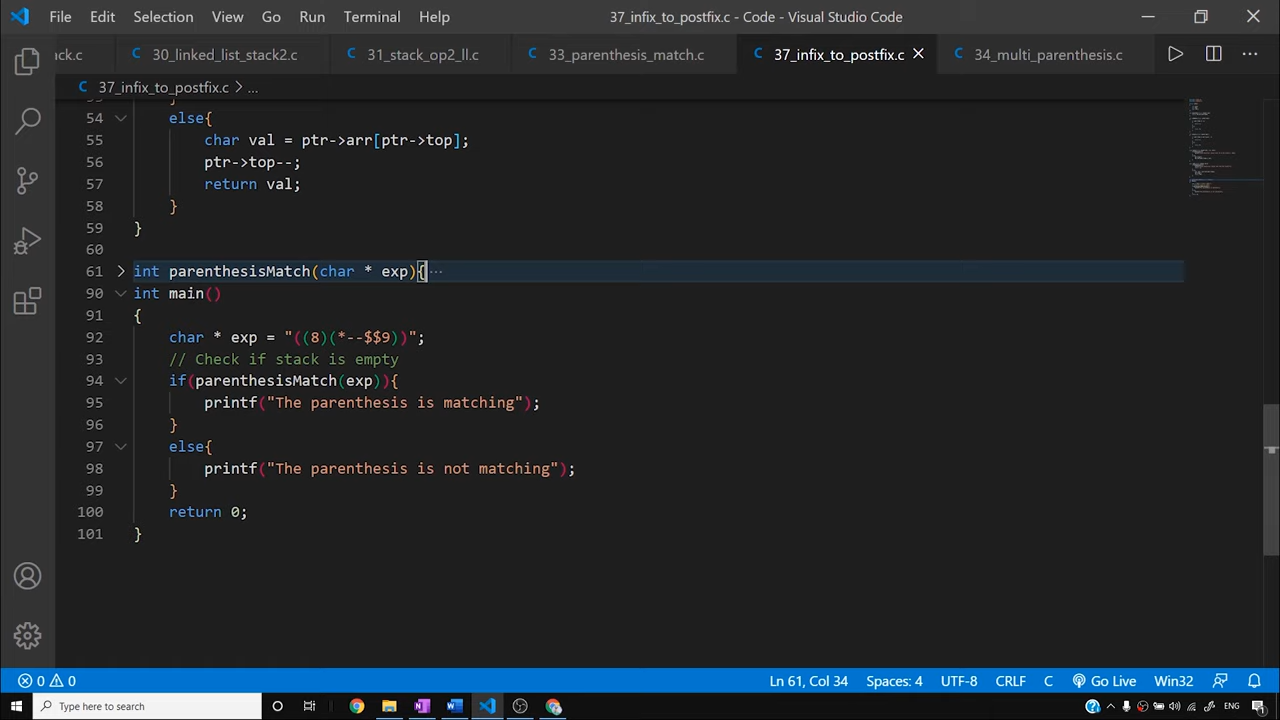 File Edit Selection View Go Run Terminal Help 37_infix_to_postfix.c - Code - Visual Studio Code
ack.c 30_linked_list_stack2.c 31_stack_op2_ll.c 33_parenthesis_match.c 37_infix_to_postfix.c 34_multi_parenthesis.c
37_infix_to_postfix.c > ...
53 }
54 else{
55 char val = ptr->arr[ptr->top];
56 ptr->top--;
57 return val;
58 }
59 }
60
61 int parenthesisMatch(char * exp){ ···
90 int main()
91 {
92 char * exp = "((8)(*--$$9))";
93 // Check if stack is empty
94 if(parenthesisMatch(exp)){
95 printf("The parenthesis is matching");
96 }
97 else{
98 printf("The parenthesis is not matching");
99 }
100 return 0;
101 }
0 0 Ln 61, Col 34 Spaces: 4 UTF-8 CRLF C Go Live Win32
Type here to search ENG